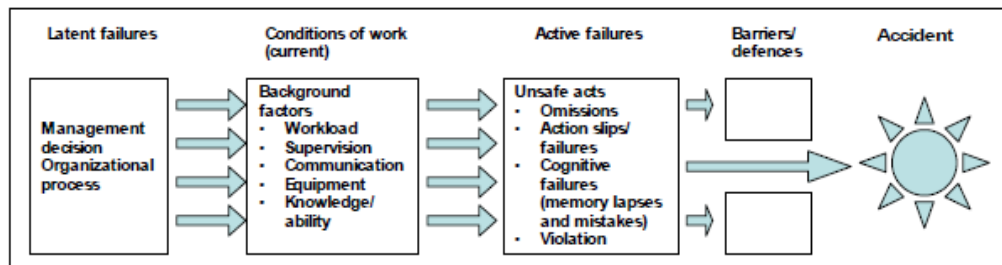 Latent failures
Conditions of work
(current)
Active failures
Barriers/
defences
Accident
Management
decision
Organizational
process
Background
factors
• Workload
• Supervision
• Communication
• Equipment
• Knowledge/
ability
Unsafe acts
• Omissions
• Action slips/
failures
• Cognitive
failures
(memory lapses
and mistakes)
• Violation